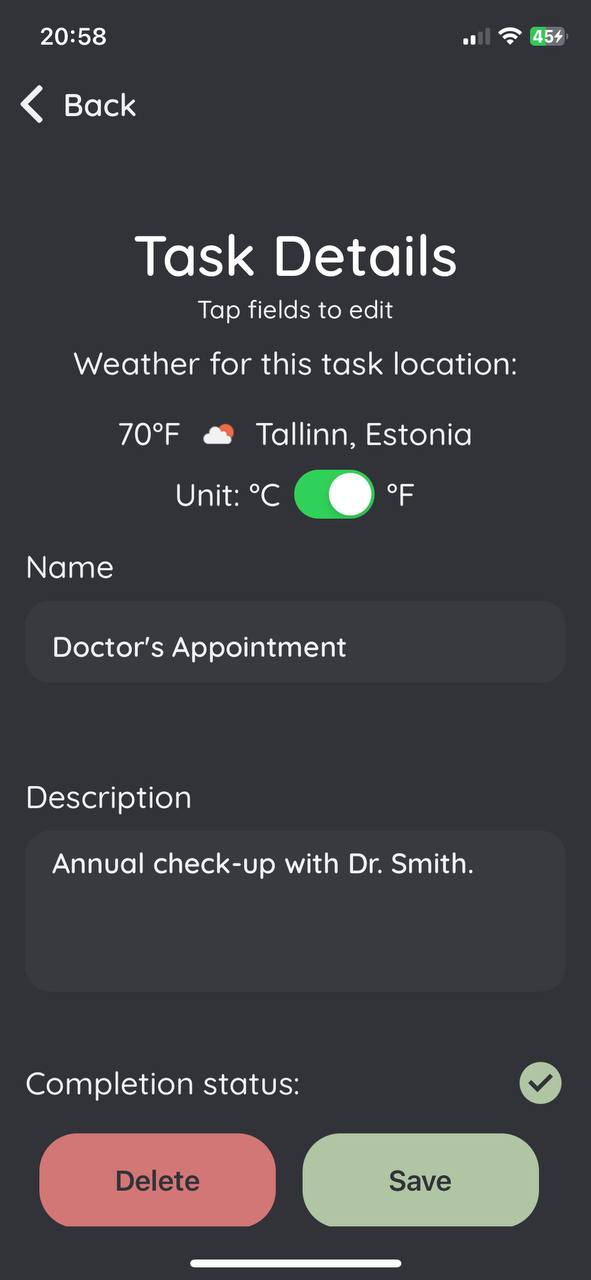 20:58
45
Back
Task Details
Tap fields to edit
Weather for this task location:
70°F Tallinn, Estonia
Unit: °C °F
Name
Doctor's Appointment
Description
Annual check-up with Dr. Smith.
Completion status:
Delete Save